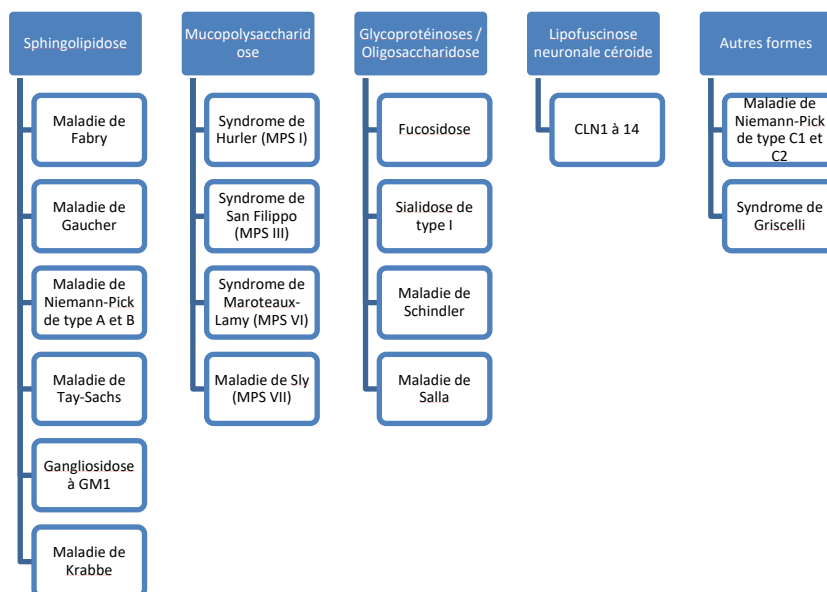 Sphingolipidose
Maladie de
Fabry
Maladie de
Gaucher
Maladie de
Niemann-Pick
de type A et B
Maladie de
Tay-Sachs
Gangliosidose
à GM1
Maladie de
Krabbe
Mucopolysaccharid
ose
Syndrome de
Hurler (MPS I)
Syndrome de
San Filippo
(MPS III)
Syndrome de
Maroteaux-
Lamy (MPS VI)
Maladie de Sly
(MPS VII)
Glycoprotéinoses /
Oligosaccharidose
Fucosidose
Sialidose de
type I
Maladie de
Schindler
Maladie de
Salla
Lipofuscinose
neuronale céroide
CLN1 à 14
Autres formes
Maladie de
Niemann-Pick
de type C1 et
C2
Syndrome de
Griscelli